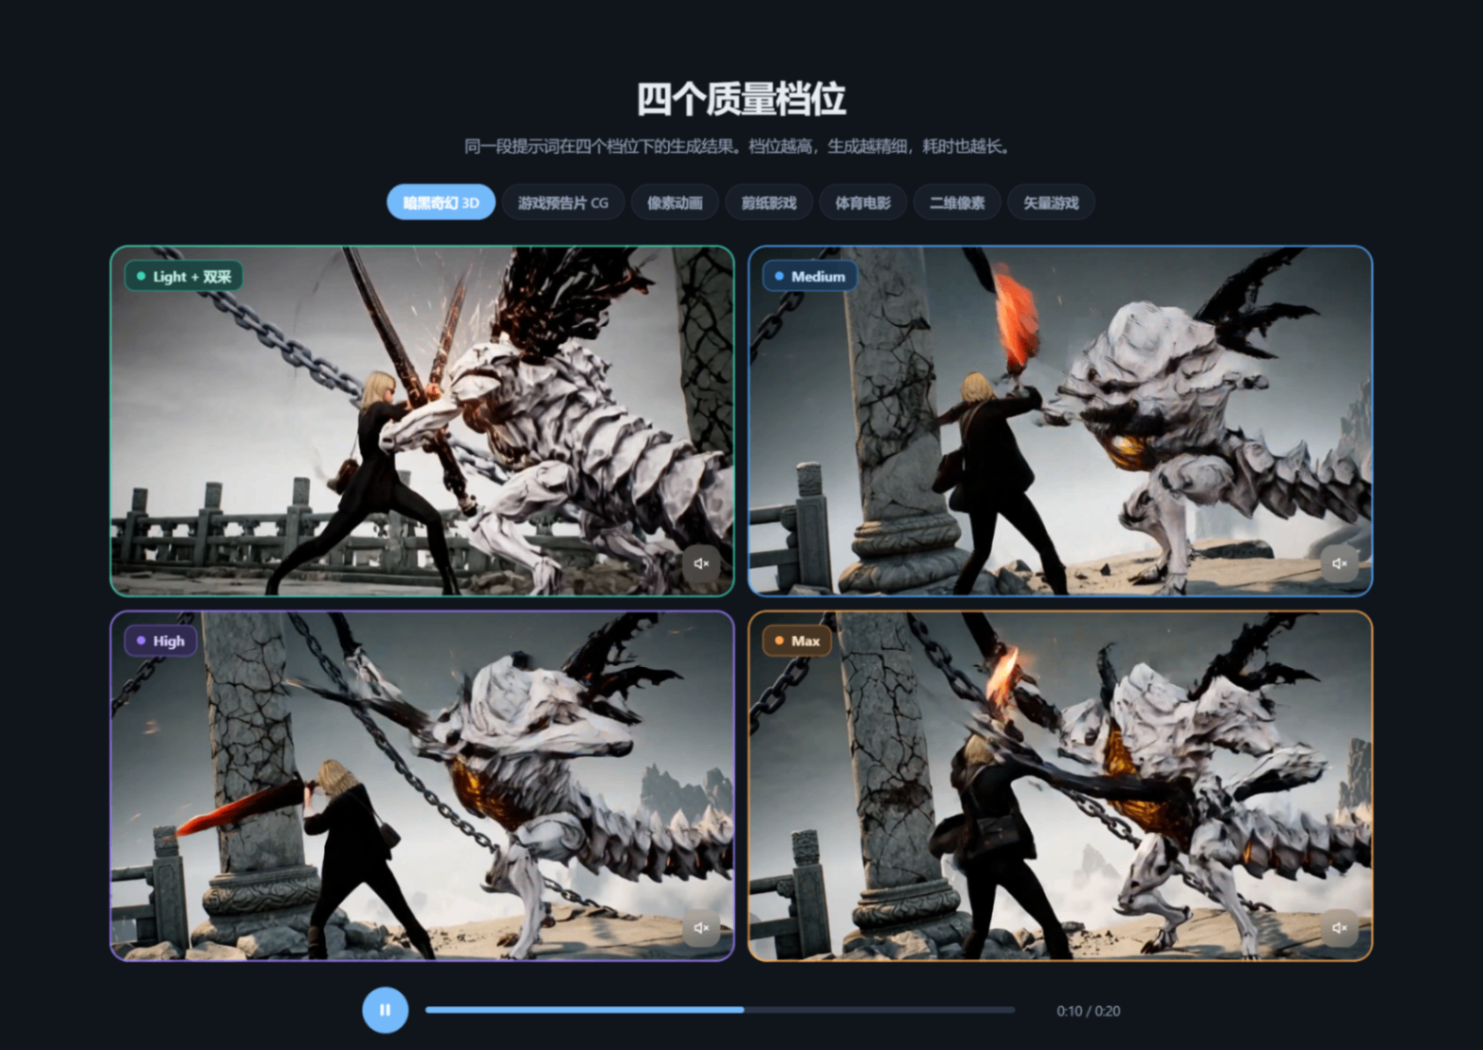 四个质量档位
同一段提示词在四个档位下的生成结果。档位越高，生成越精细，耗时也越长。
暗黑奇幻 3D
游戏预告片 CG
像素动画
剪纸影戏
体育电影
二维像素
矢量游戏
Light + 双采
Medium
High
Max
0:10 / 0:20